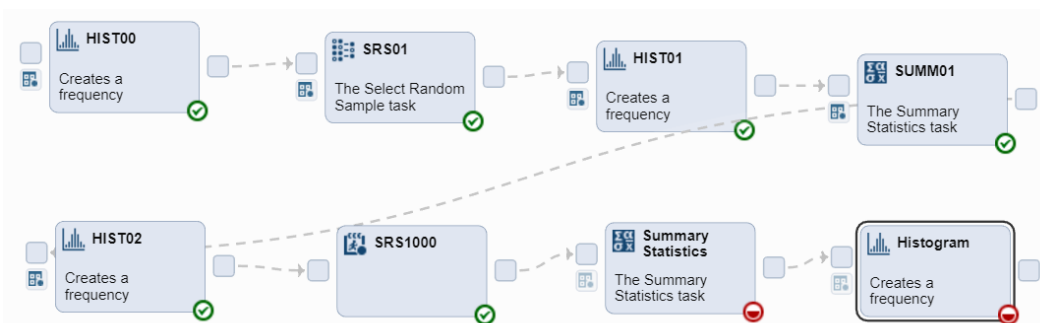 HIST00
Creates a
frequency
SRS01
The Select Random
Sample task
HIST01
Creates a
frequency
SUMM01
The Summary
Statistics task
HIST02
Creates a
frequency
SRS1000
Summary
Statistics
The Summary
Statistics task
Histogram
Creates a
frequency